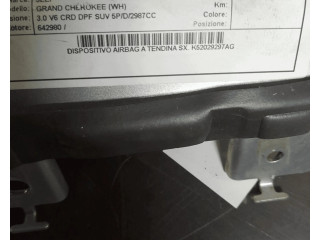 dello: GRAND CHEROKEE (WH) Km:
sione: 3.0 V6 CRD DPF SUV 5P/D/2987CC Colore:
otore: 642980 / Posizione:
DISPOSITIVO AIRBAG A TENDINA SX. K52029297AG